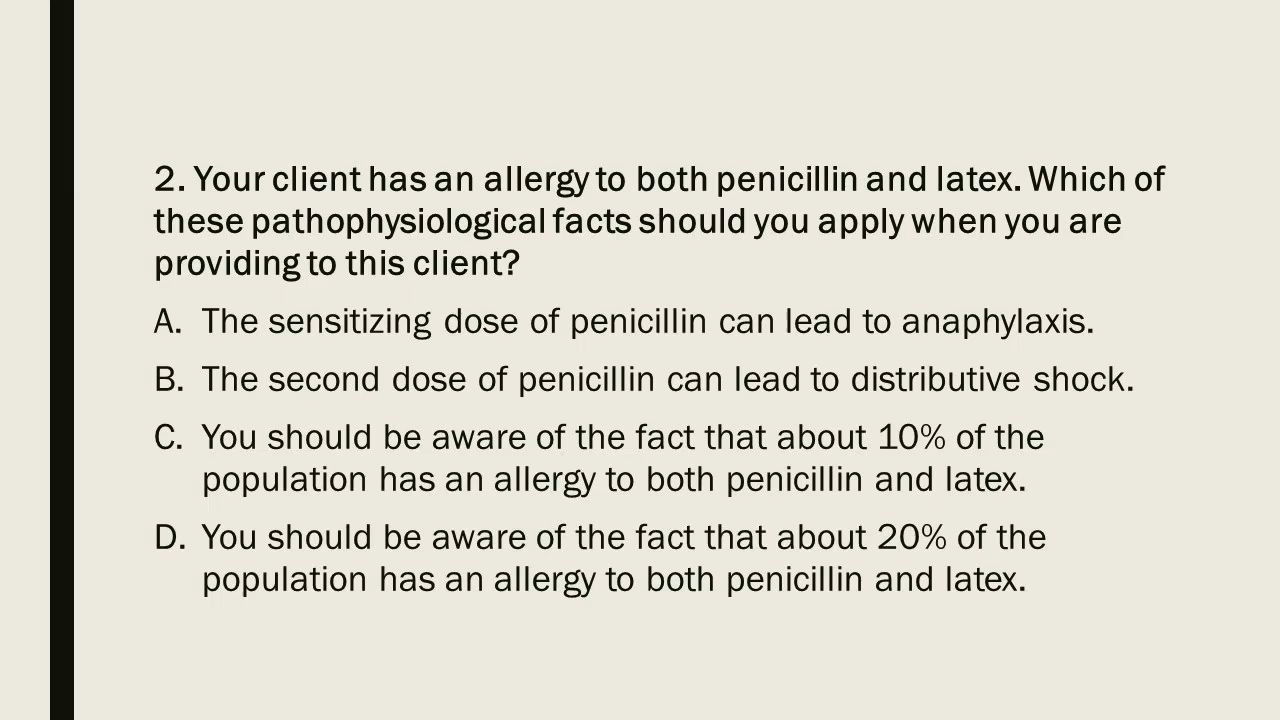 2. Your client has an allergy to both penicillin and latex. Which of
these pathophysiological facts should you apply when you are
providing to this client?
A. The sensitizing dose of penicillin can lead to anaphylaxis.
B. The second dose of penicillin can lead to distributive shock.
C. You should be aware of the fact that about 10% of the
population has an allergy to both penicillin and latex.
D. You should be aware of the fact that about 20% of the
population has an allergy to both penicillin and latex.